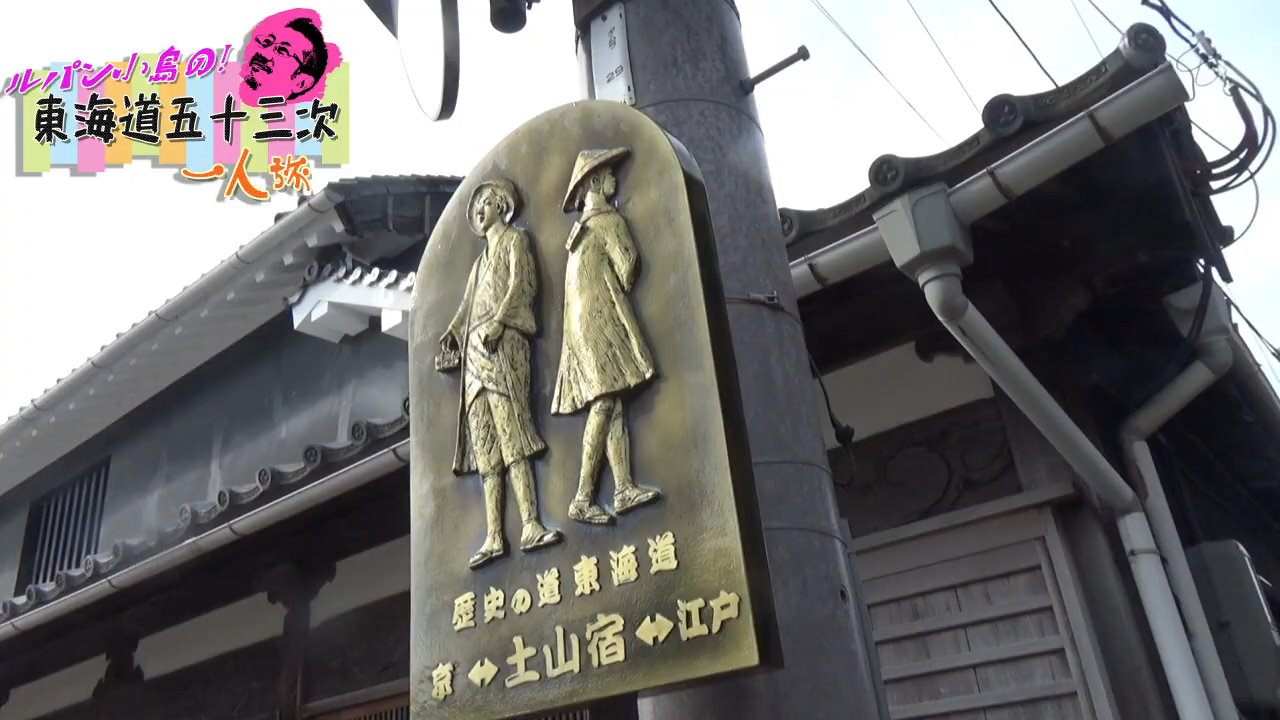 ルパン小島の!
東海道五十三次
一人旅
29
歴史の道東海道
京↔土山宿↔江戸